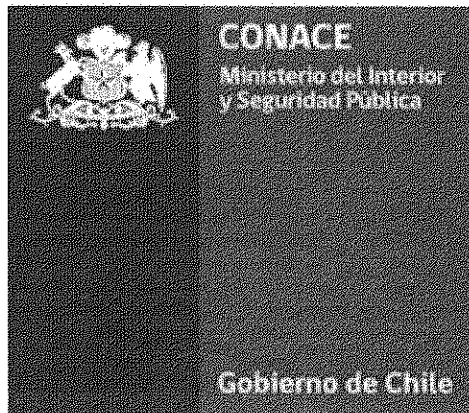 CONACE
Ministerio del Interior
y Seguridad Pública
Gobierno de Chile